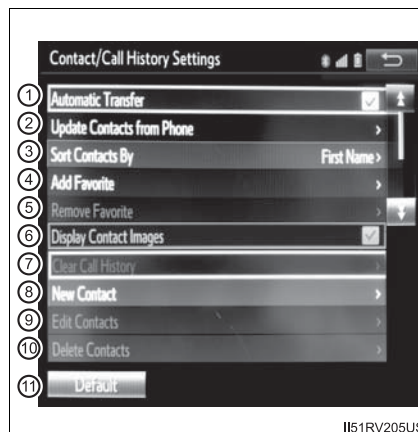 Contact/Call History Settings
1 Automatic Transfer
2 Update Contacts from Phone
3 Sort Contacts By First Name
4 Add Favorite
5 Remove Favorite
6 Display Contact Images
7 Clear Call History
8 New Contact
9 Edit Contacts
10 Delete Contacts
11 Default
II51RV205US